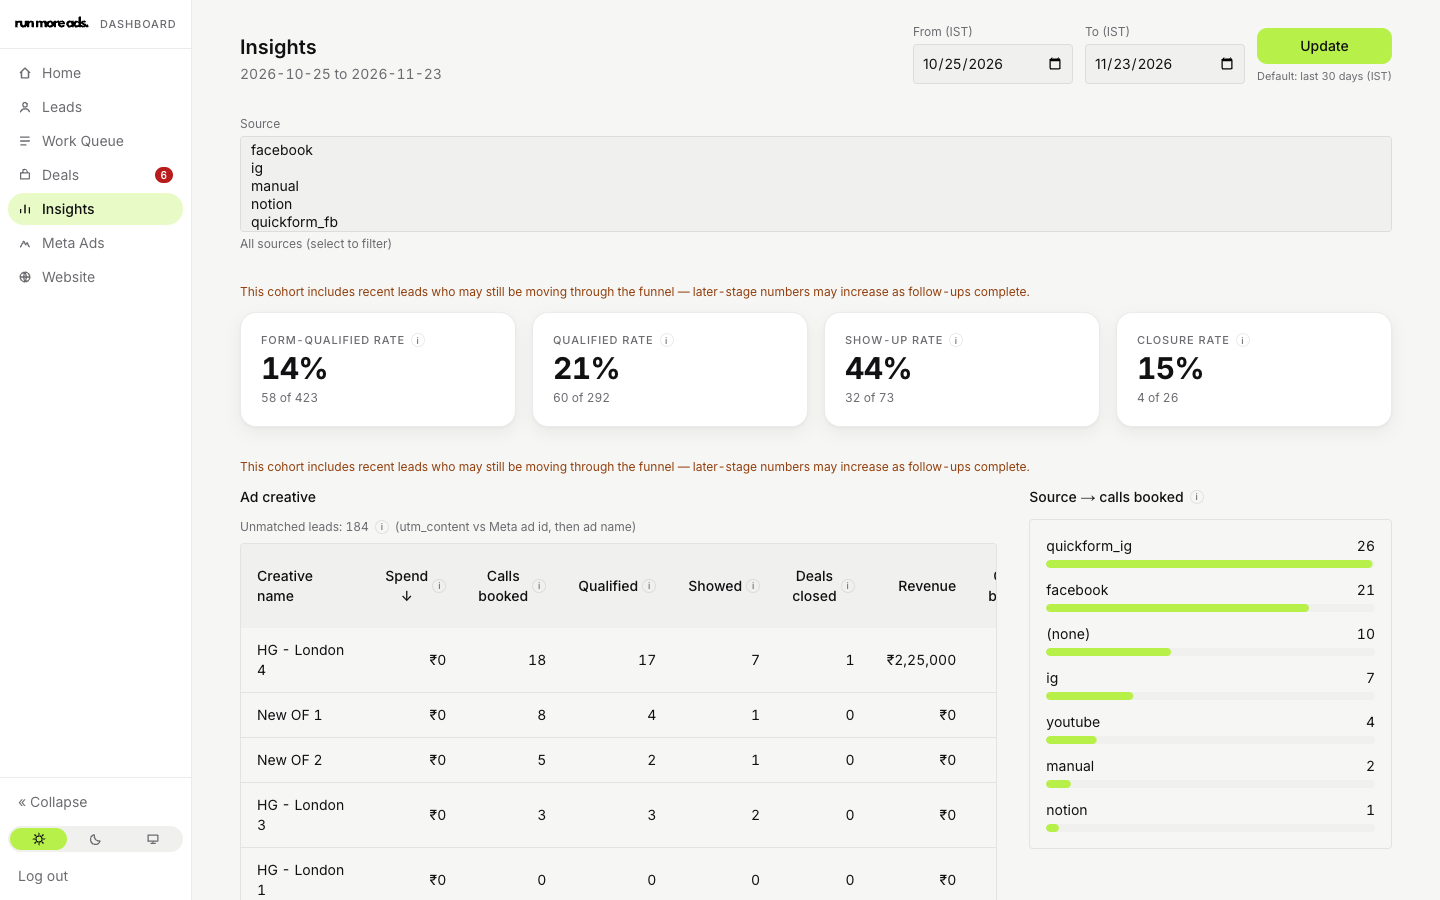 run more ads. DASHBOARD
Home
Leads
Work Queue
Deals 6
Insights
Meta Ads
Website
« Collapse
Log out
Insights
2026-10-25 to 2026-11-23
From (IST)
10/25/2026
To (IST)
11/23/2026
Update
Default: last 30 days (IST)
Source
facebook
ig
manual
notion
quickform_fb
All sources (select to filter)
This cohort includes recent leads who may still be moving through the funnel — later-stage numbers may increase as follow-ups complete.
FORM-QUALIFIED RATE i
14%
58 of 423
QUALIFIED RATE i
21%
60 of 292
SHOW-UP RATE i
44%
32 of 73
CLOSURE RATE i
15%
4 of 26
This cohort includes recent leads who may still be moving through the funnel — later-stage numbers may increase as follow-ups complete.
Ad creative
Unmatched leads: 184 i (utm_content vs Meta ad id, then ad name)
Creative name Spend ↓ i Calls booked i Qualified i Showed i Deals closed i Revenue
HG - London 4 ₹0 18 17 7 1 ₹2,25,000
New OF 1 ₹0 8 4 1 0 ₹0
New OF 2 ₹0 5 2 1 0 ₹0
HG - London 3 ₹0 3 3 2 0 ₹0
HG - London 1 ₹0 0 0 0 0 ₹0
Source → calls booked i
quickform_ig 26
facebook 21
(none) 10
ig 7
youtube 4
manual 2
notion 1